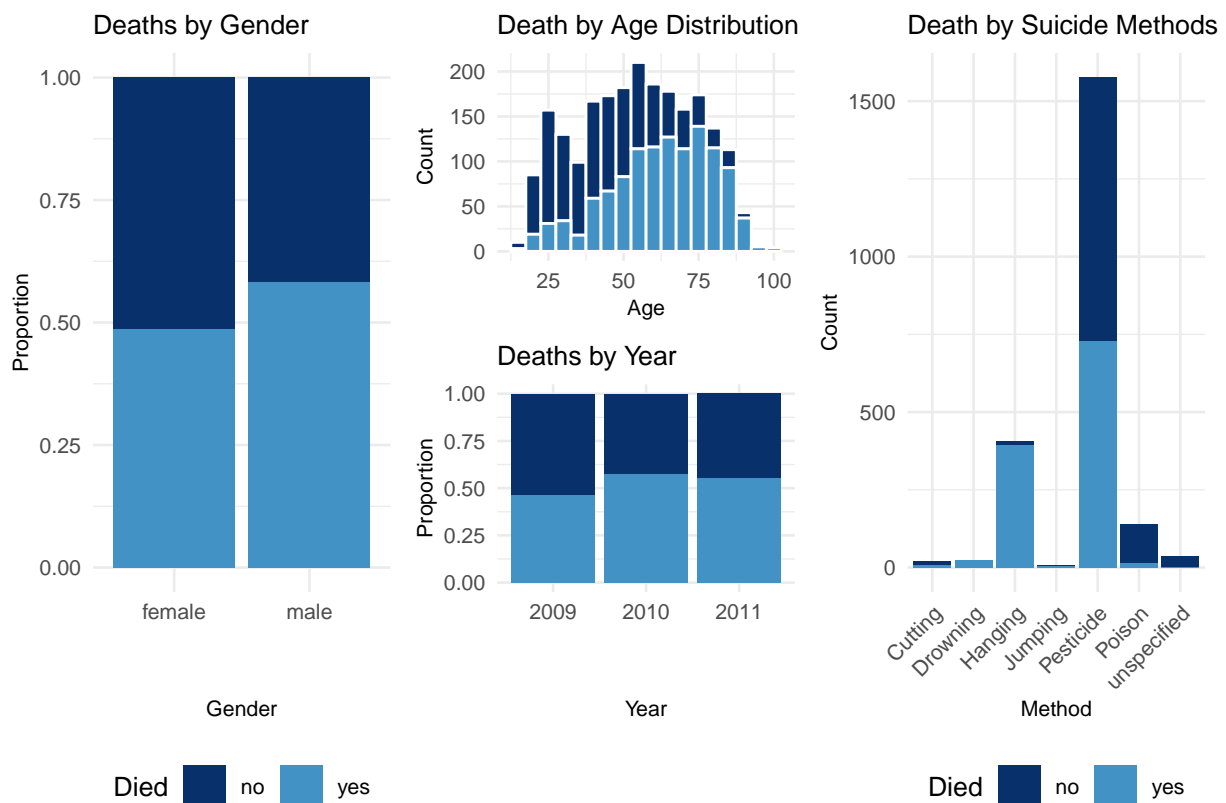 Deaths by Gender
1.00
0.75
0.50
0.25
0.00
Proportion
female male
Gender
Died no yes
Death by Age Distribution
200
150
100
50
0
Count
25 50 75 100
Age
Deaths by Year
1.00
0.75
0.50
0.25
0.00
Proportion
2009 2010 2011
Year
Death by Suicide Methods
1500
1000
500
0
Count
Cutting
Drowning
Hanging
Jumping
Pesticide
Poison
unspecified
Method
Died no yes